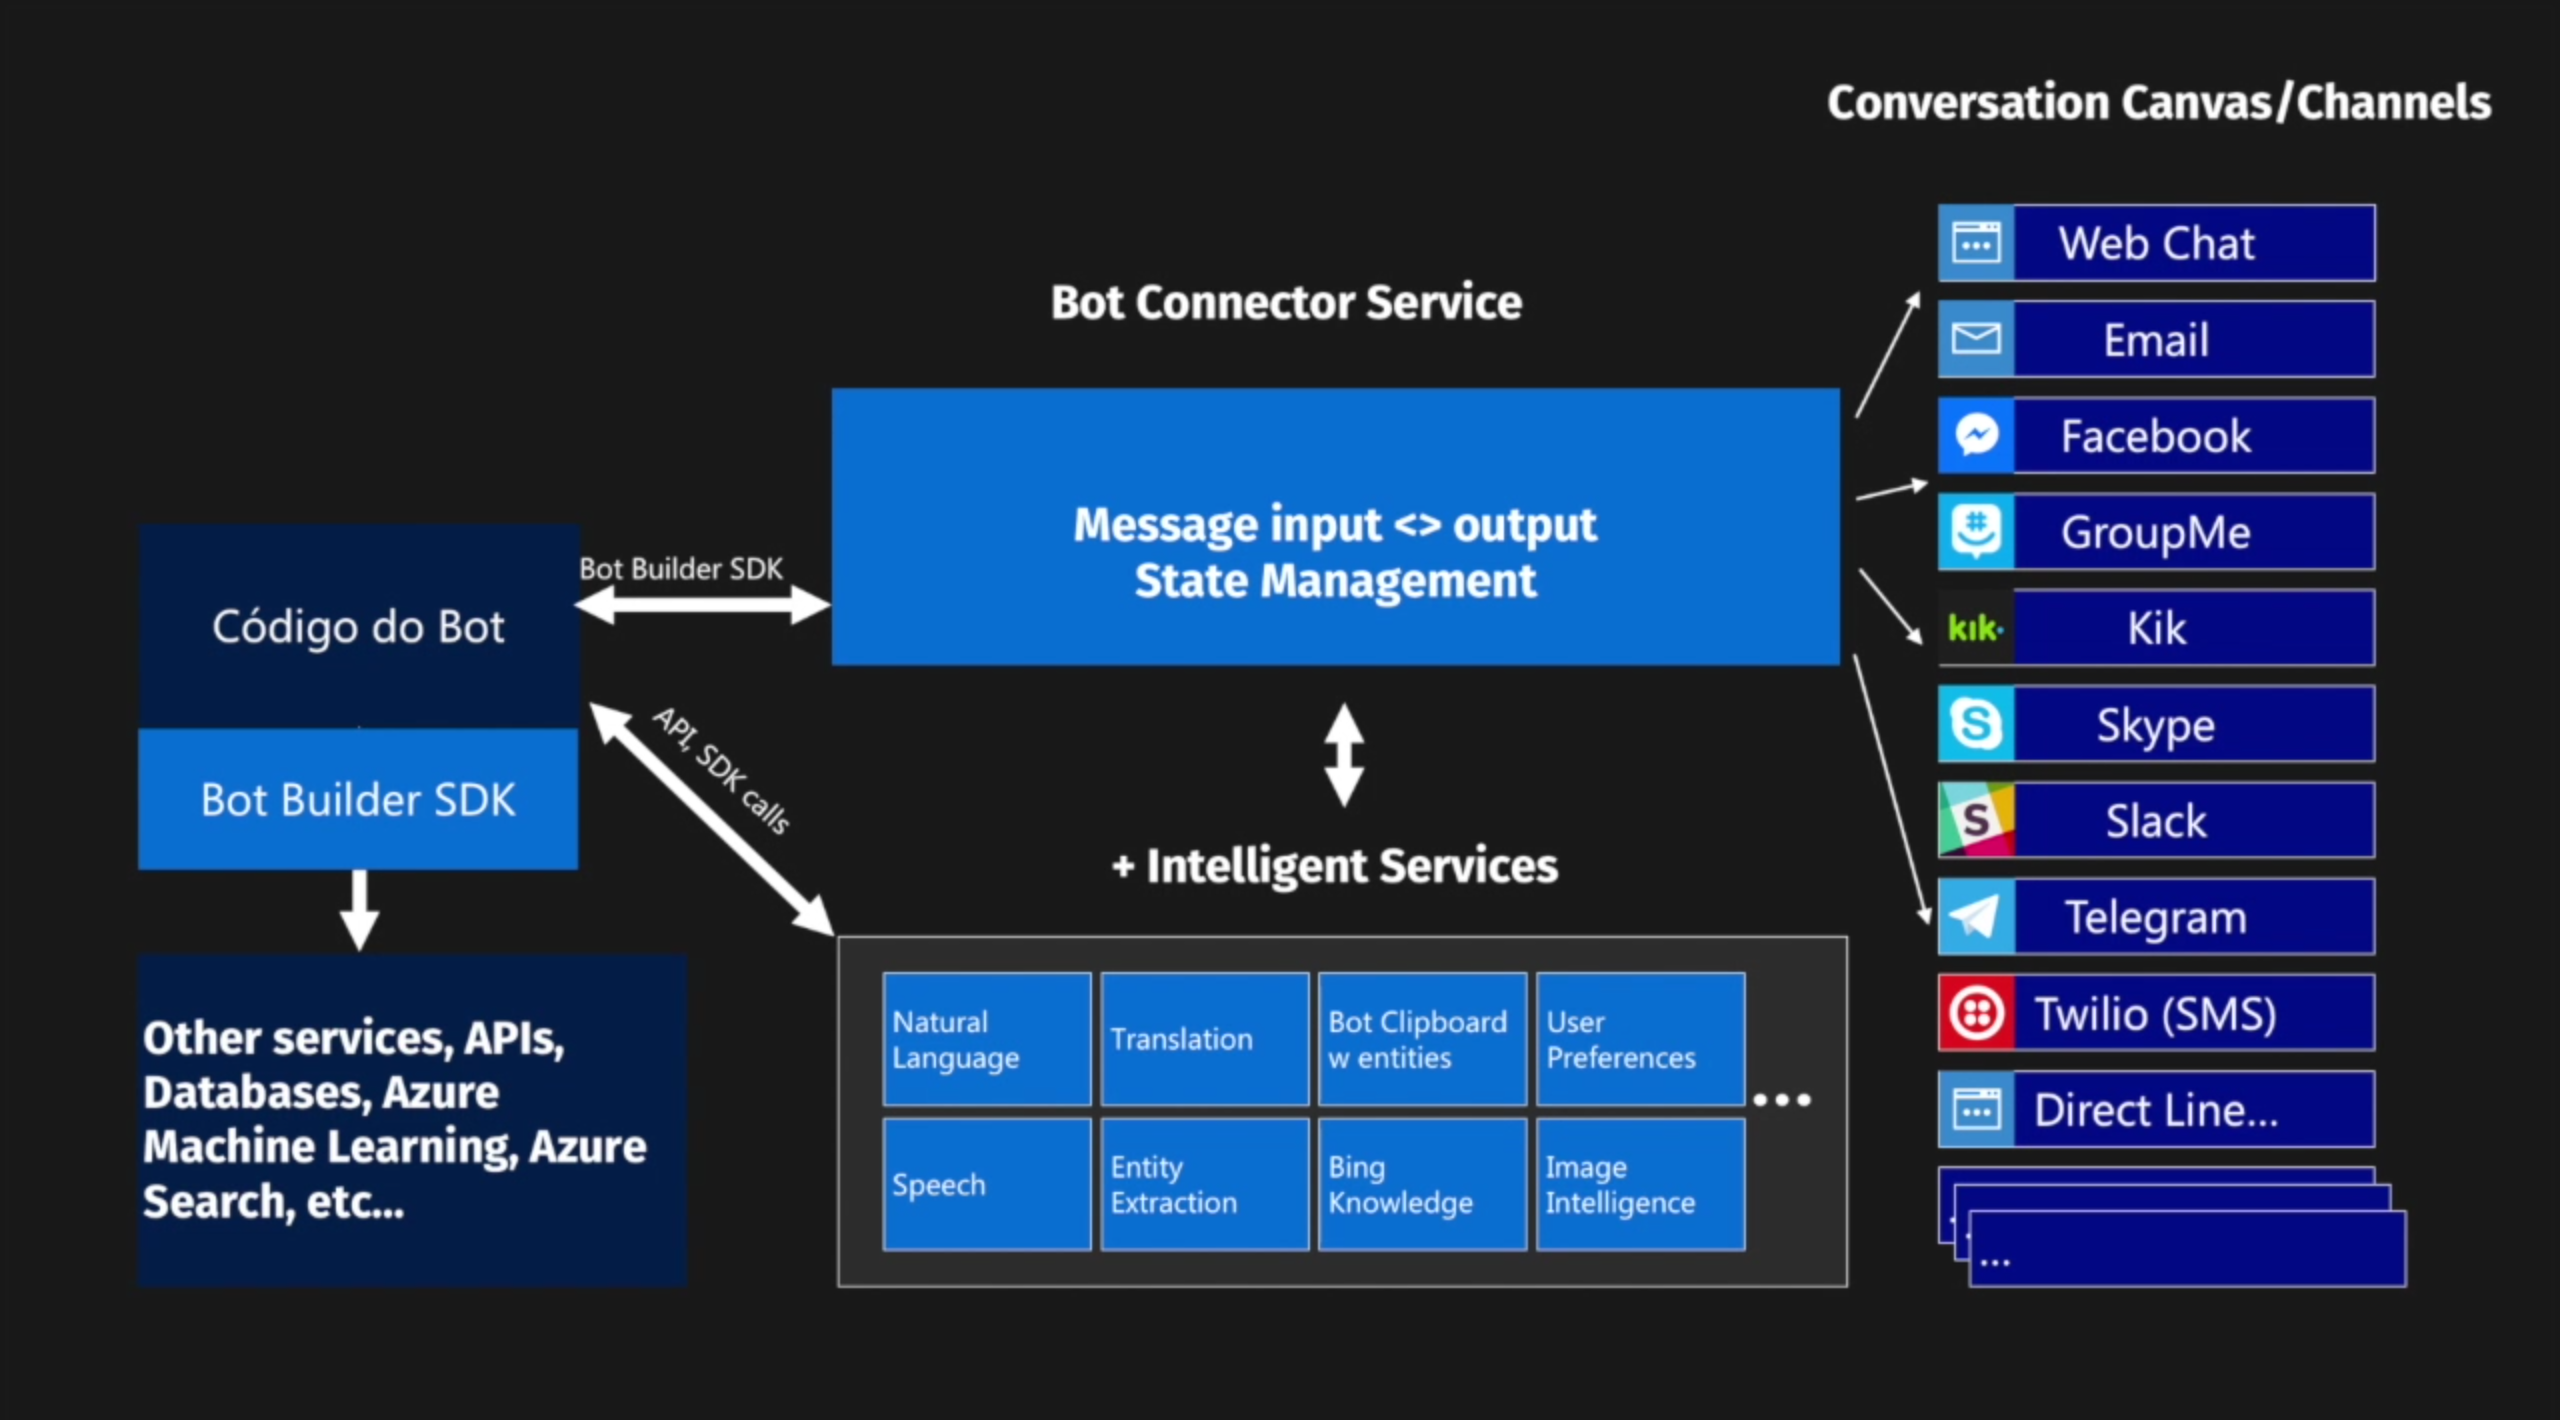 Conversation Canvas/Channels
Bot Connector Service
Message input <> output
State Management
Código do Bot
Bot Builder SDK
Bot Builder SDK
API, SDK calls
Other services, APIs,
Databases, Azure
Machine Learning, Azure
Search, etc...
+ Intelligent Services
Natural
Language
Translation
Bot Clipboard
w entities
User
Preferences
...
Speech
Entity
Extraction
Bing
Knowledge
Image
Intelligence
Web Chat
Email
Facebook
GroupMe
kik.
Kik
Skype
S
Slack
Telegram
Twilio (SMS)
Direct Line...
...